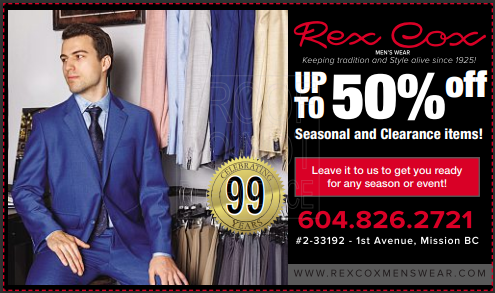 Rex Cox
MEN'S WEAR
Keeping tradition and Style alive since 1925!
UP TO 50% off
Seasonal and Clearance items!
Leave it to us to get you ready
for any season or event!
CELEBRATING
99
YEARS
604.826.2721
#2-33192 - 1st Avenue, Mission BC
WWW.REXCOXMENSWEAR.COM